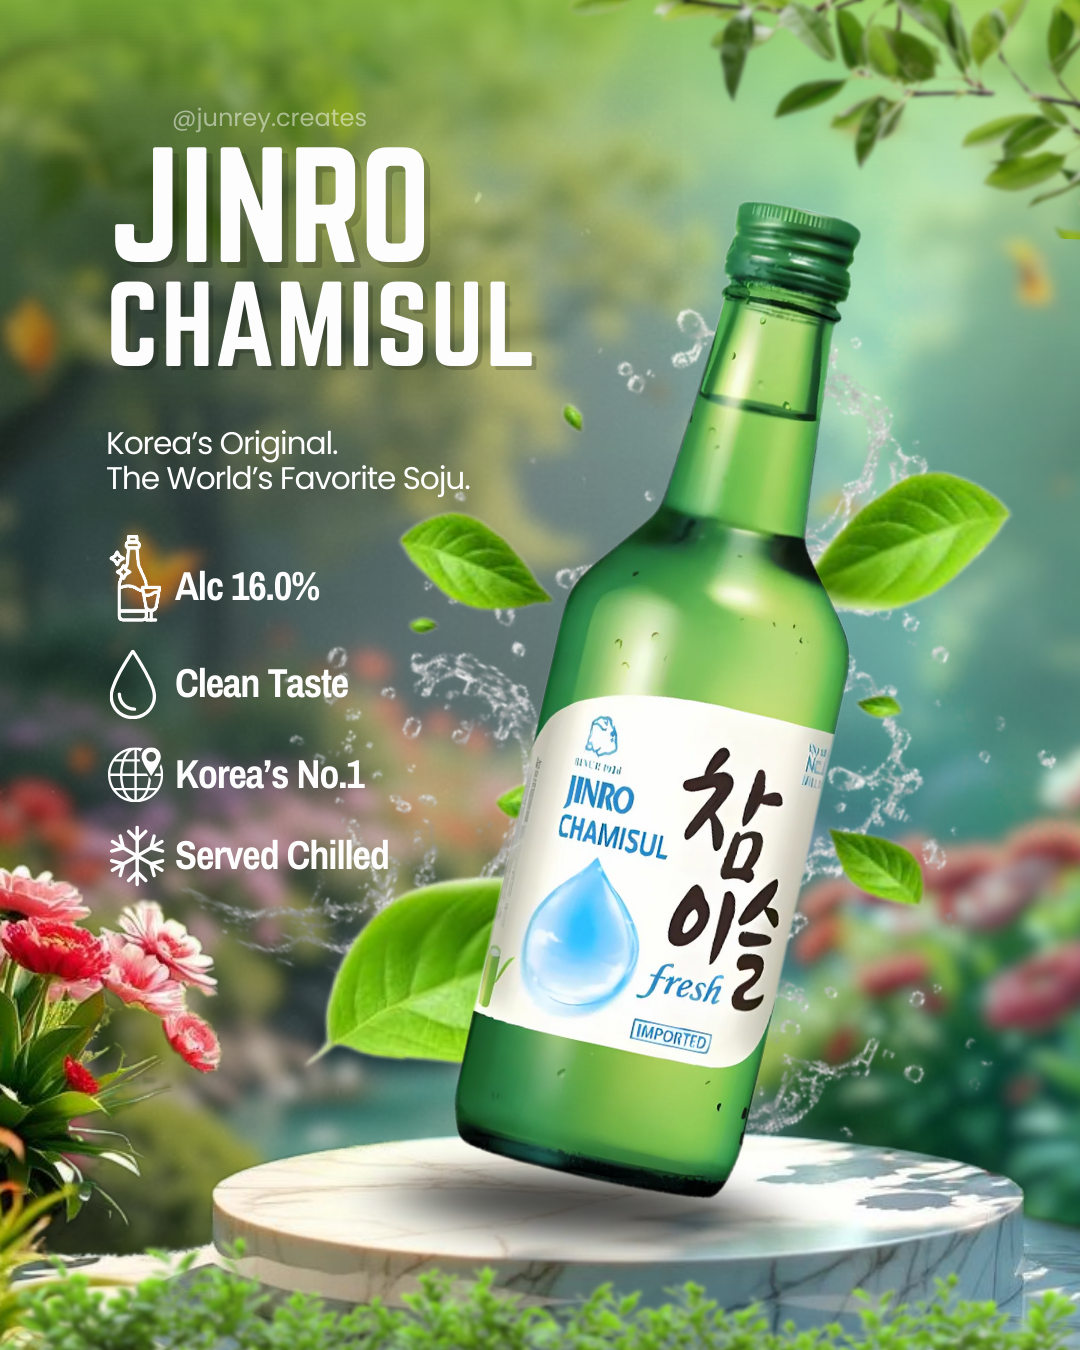 @junrey.creates
JINRO
CHAMISUL
Korea's Original.
The World's Favorite Soju.
Alc 16.0%
Clean Taste
Korea's No.1
Served Chilled
JINRO
CHAMISUL
참
이슬
fresh
IMPORTED